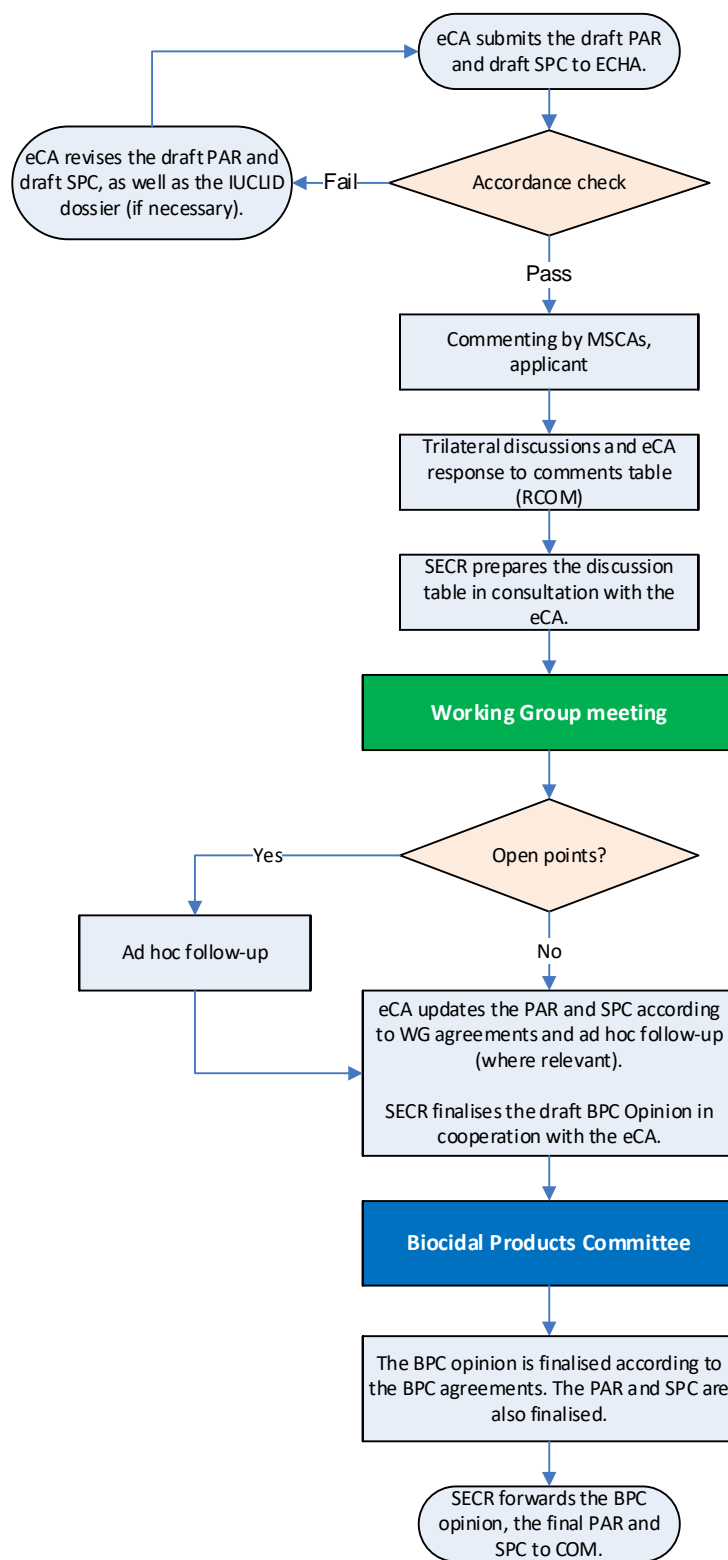 eCA submits the draft PAR
and draft SPC to ECHA.
eCA revises the draft PAR and
draft SPC, as well as the IUCLID
dossier (if necessary).
Fail
Accordance check
Pass
Commenting by MSCAs,
applicant
Trilateral discussions and eCA
response to comments table
(RCOM)
SECR prepares the discussion
table in consultation with the
eCA.
Working Group meeting
Yes
Open points?
Ad hoc follow-up
No
eCA updates the PAR and SPC according
to WG agreements and ad hoc follow-up
(where relevant).
SECR finalises the draft BPC Opinion in
cooperation with the eCA.
Biocidal Products Committee
The BPC opinion is finalised according to
the BPC agreements. The PAR and SPC are
also finalised.
SECR forwards the BPC
opinion, the final PAR and
SPC to COM.